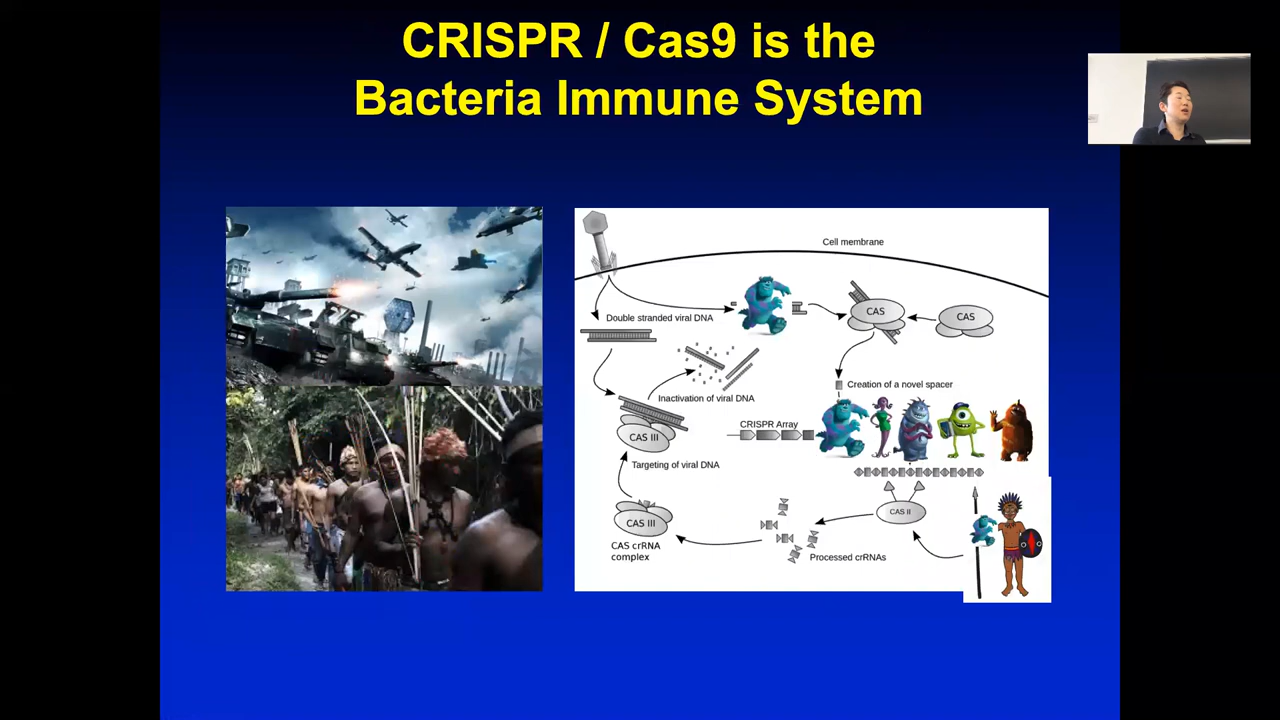 CRISPR / Cas9 is the
Bacteria Immune System
Cell membrane
Double stranded viral DNA
CAS
CAS
Inactivation of viral DNA
Creation of a novel spacer
CRISPR Array
CAS III
Targeting of viral DNA
CAS III
CAS II
CAS crRNA
complex
Processed crRNAs